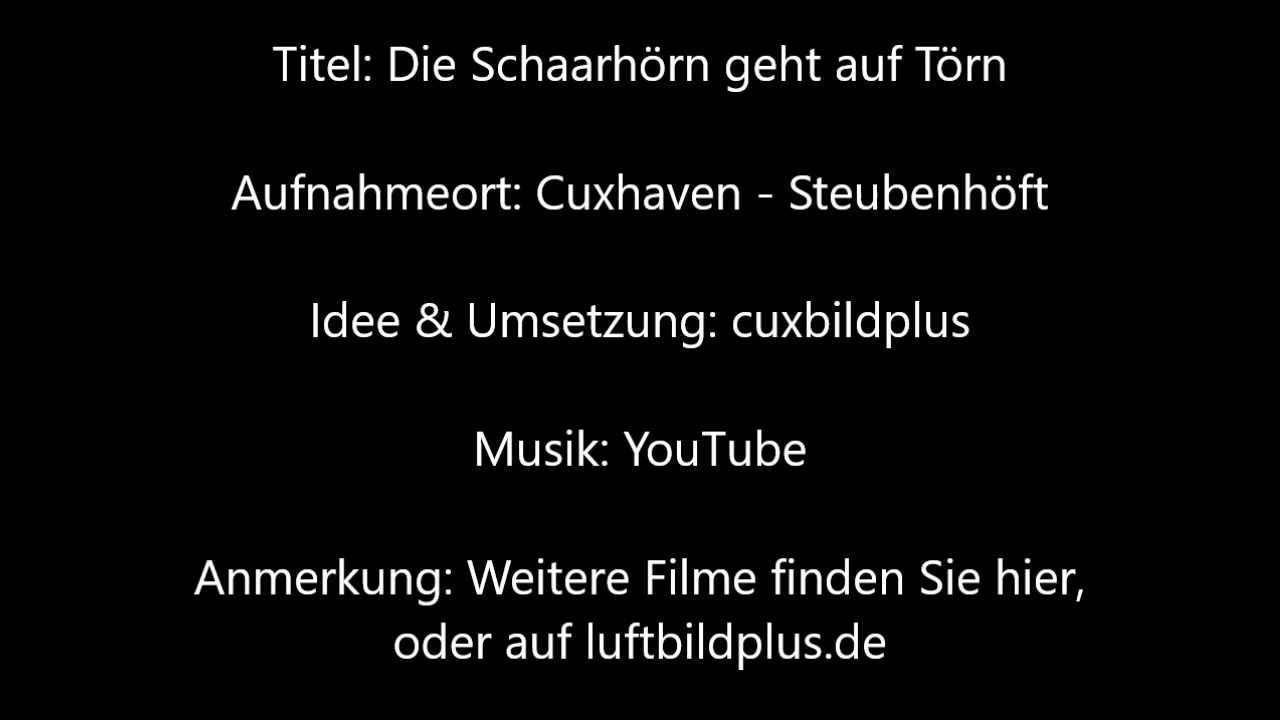 Titel: Die Schaarhörn geht auf Törn
Aufnahmeort: Cuxhaven - Steubenhöft
Idee & Umsetzung: cuxbildplus
Musik: YouTube
Anmerkung: Weitere Filme finden Sie hier,
oder auf luftbildplus.de